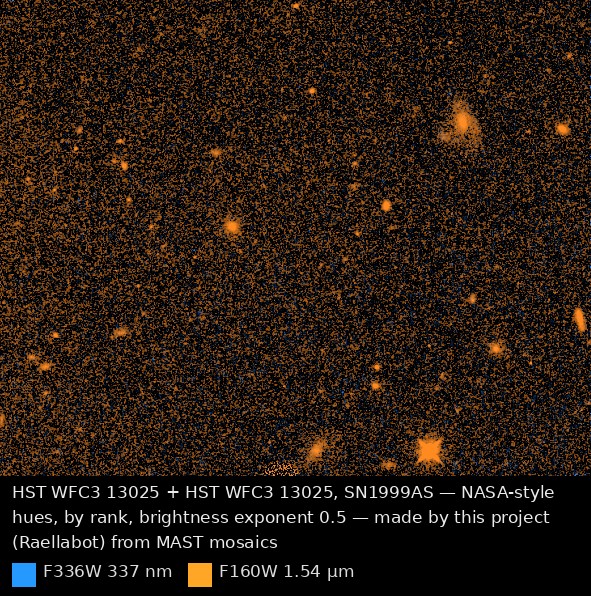 HST WFC3 13025 + HST WFC3 13025, SN1999AS — NASA-style
hues, by rank, brightness exponent 0.5 — made by this project
(Raellabot) from MAST mosaics
F336W 337 nm F160W 1.54 μm